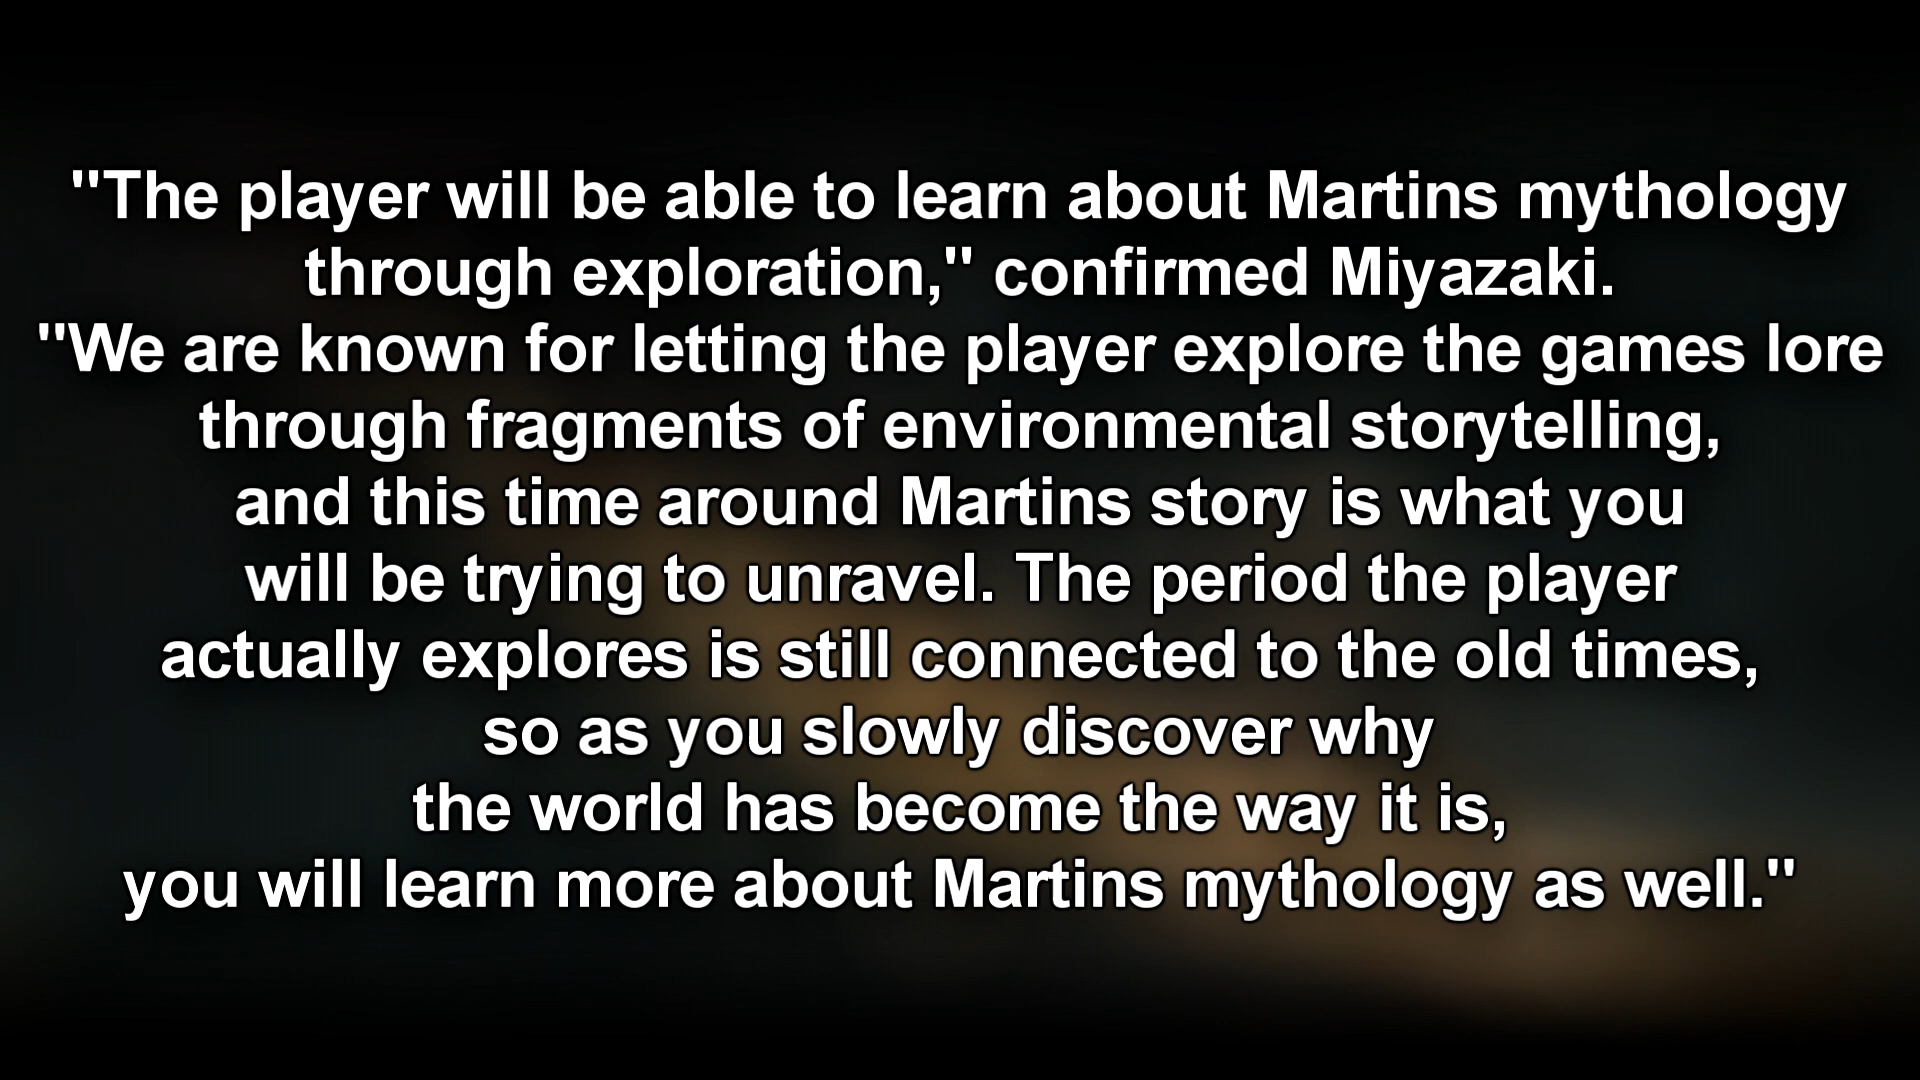 "The player will be able to learn about Martins mythology
through exploration," confirmed Miyazaki.
"We are known for letting the player explore the games lore
through fragments of environmental storytelling,
and this time around Martins story is what you
will be trying to unravel. The period the player
actually explores is still connected to the old times,
so as you slowly discover why
the world has become the way it is,
you will learn more about Martins mythology as well."